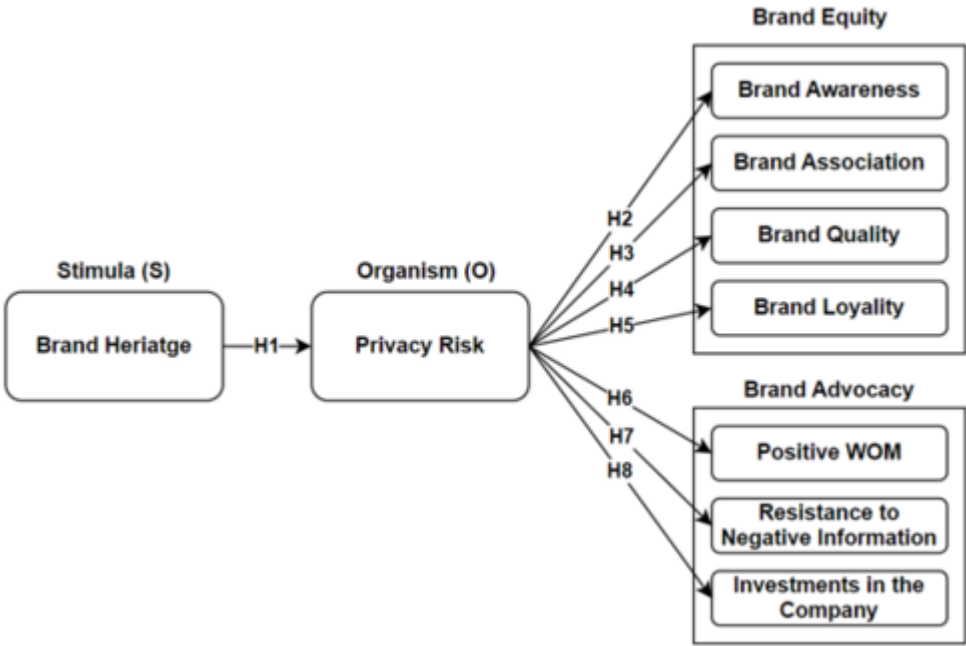 Brand Equity
Brand Awareness
Brand Association
H2
H3
Brand Quality
H4
Stimula (S)
Organism (O)
Brand Loyality
H5
Brand Heriatge
H1
Privacy Risk
Brand Advocacy
H6
H7
Positive WOM
H8
Resistance to
Negative Information
Investments in the
Company